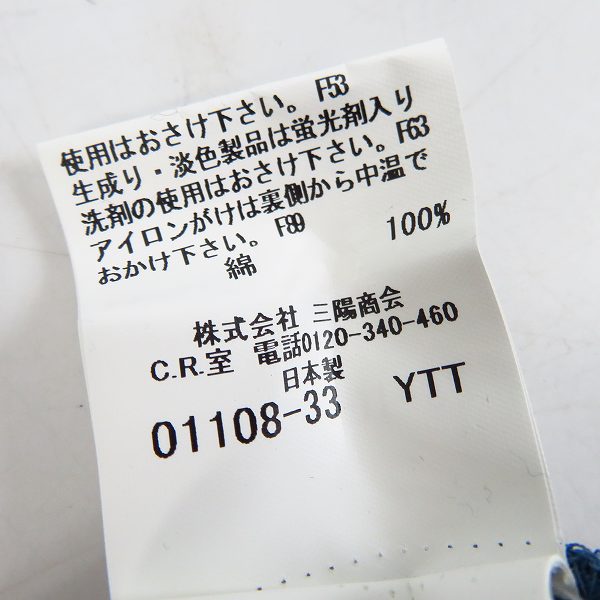 使用はおさけ下さい。F53
生成り・淡色製品は蛍光剤入り
洗剤の使用はおさけ下さい。F63
アイロンがけは裏側から中温で
おかけ下さい。F89
綿 100%
株式会社 三陽商会
C.R.室 電話0120-340-460
日本製
01108-33 YTT